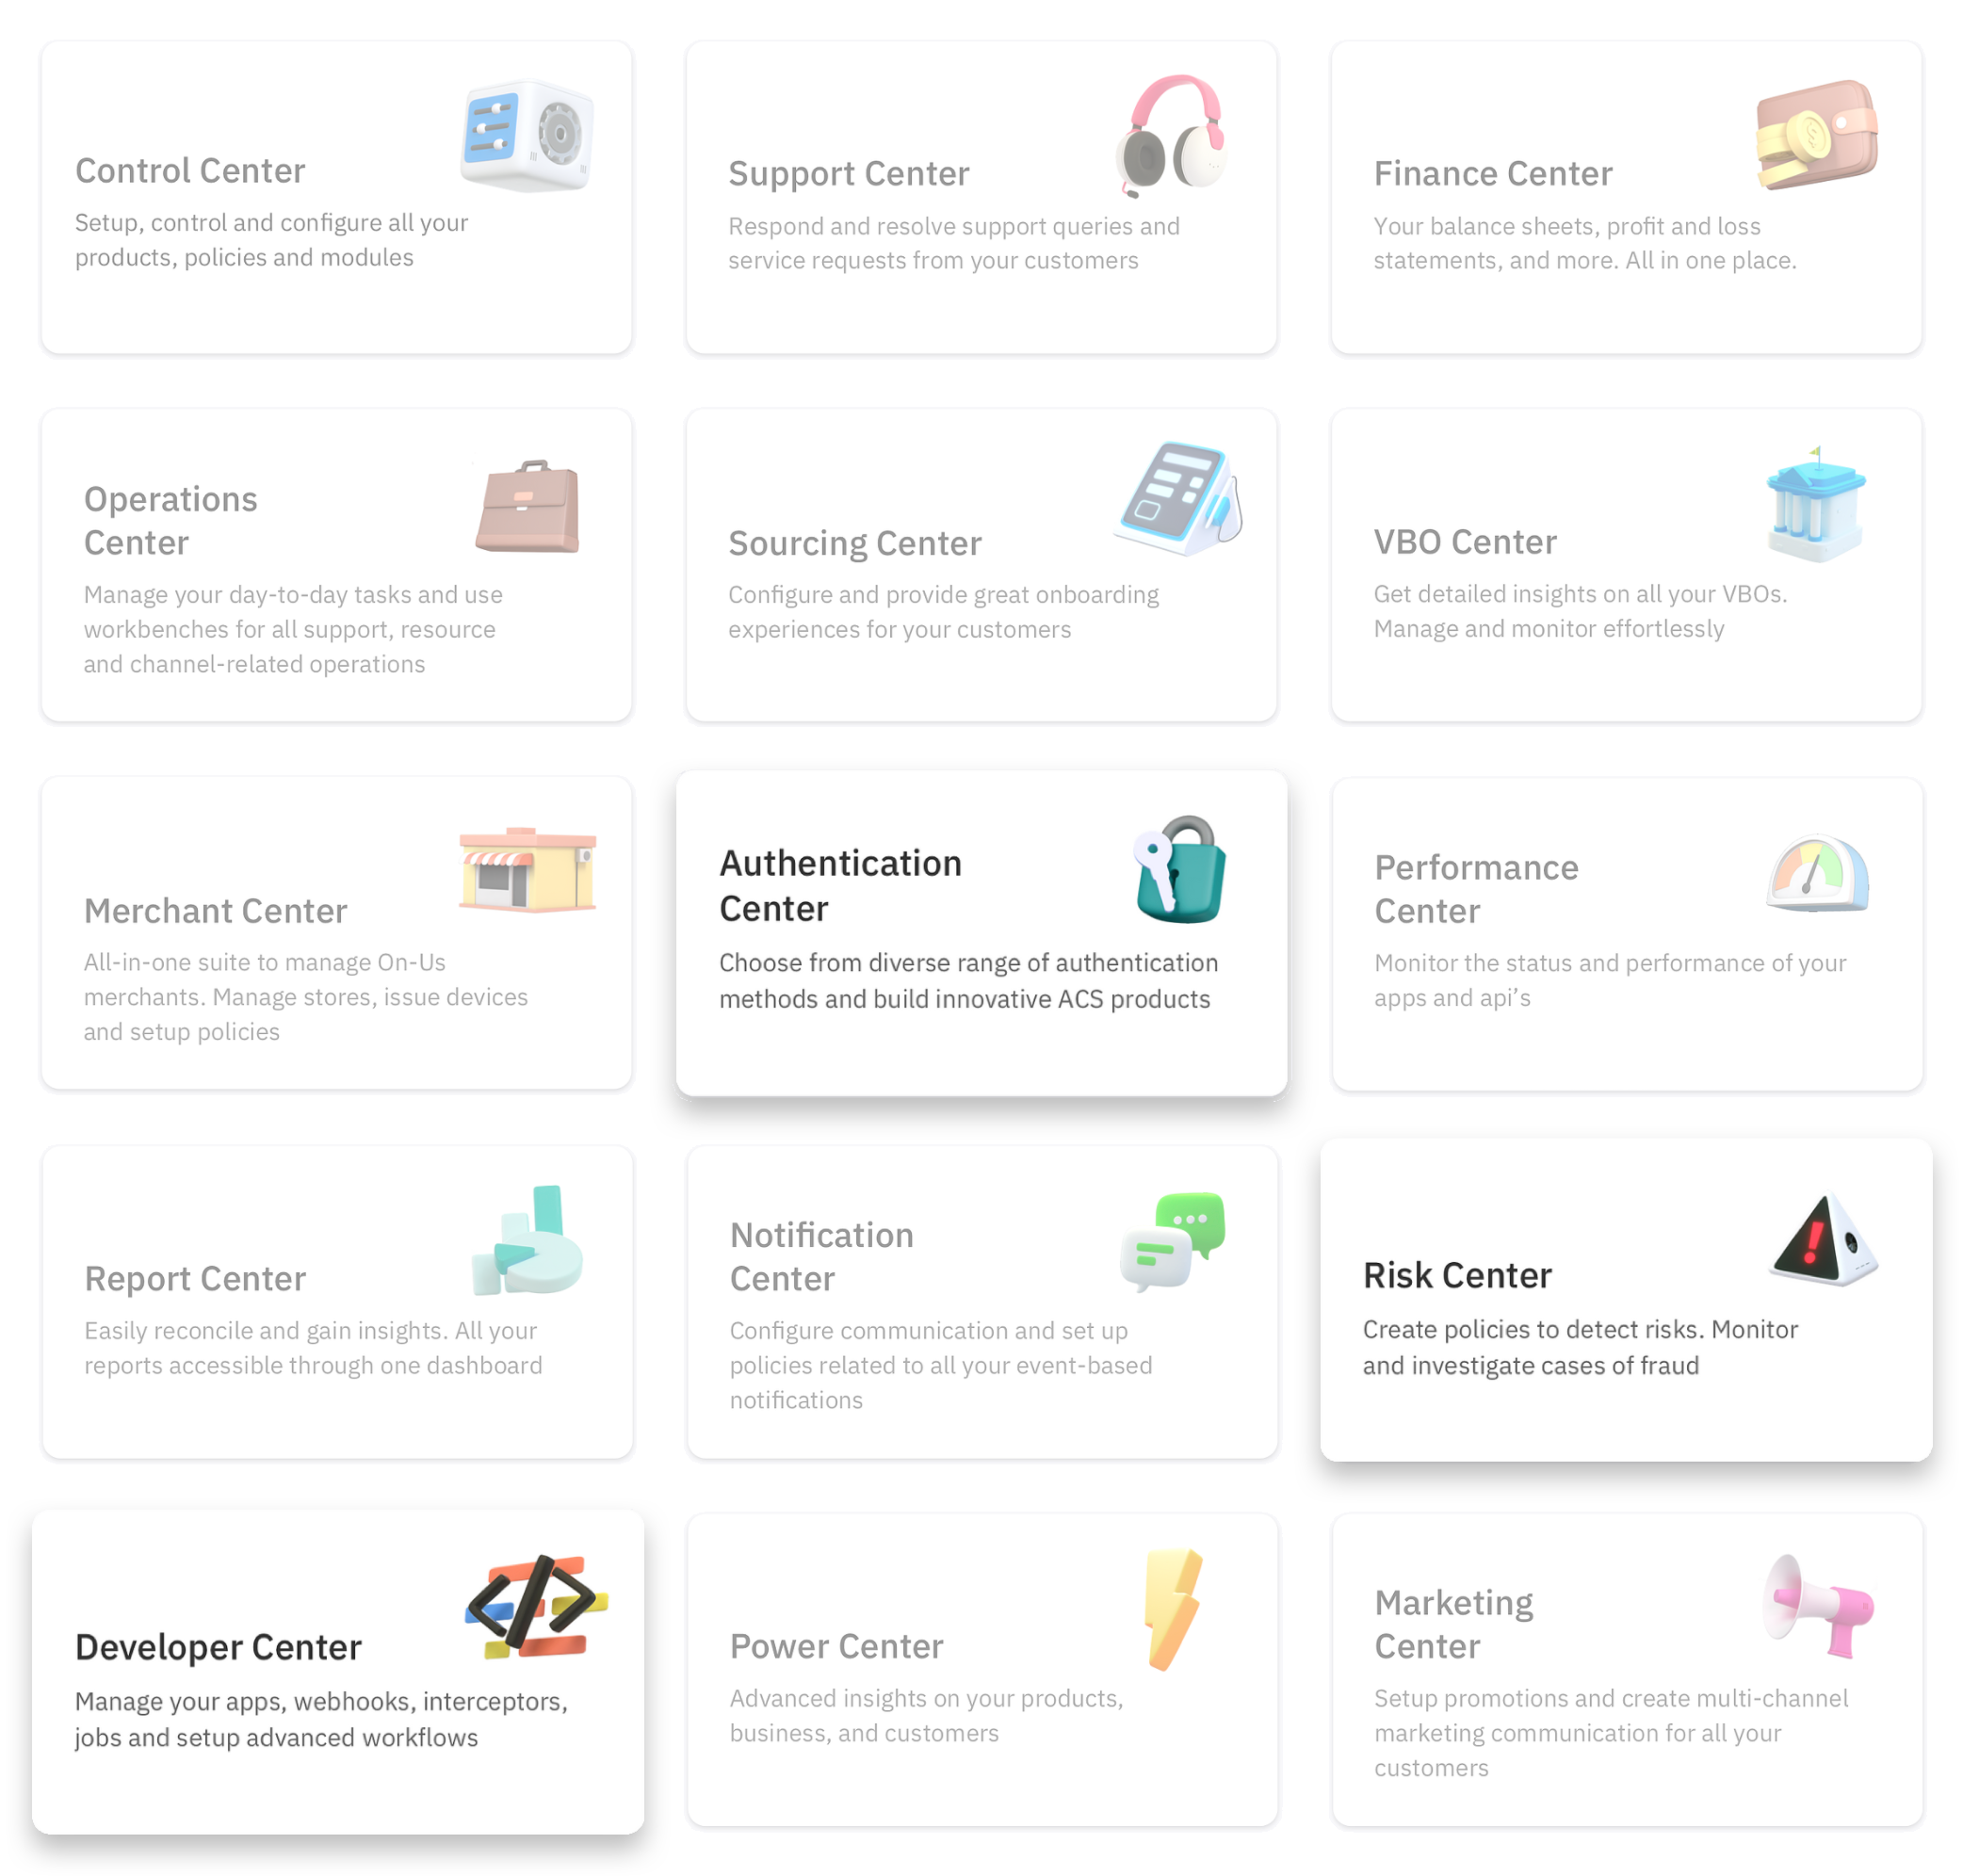 Control Center
Setup, control and configure all your
products, policies and modules
Support Center
Respond and resolve support queries and
service requests from your customers
Finance Center
Your balance sheets, profit and loss
statements, and more. All in one place.
Operations
Center
Manage your day-to-day tasks and use
workbenches for all support, resource
and channel-related operations
Sourcing Center
Configure and provide great onboarding
experiences for your customers
VBO Center
Get detailed insights on all your VBOs.
Manage and monitor effortlessly
Merchant Center
All-in-one suite to manage On-Us
merchants. Manage stores, issue devices
and setup policies
Authentication
Center
Choose from diverse range of authentication
methods and build innovative ACS products
Performance
Center
Monitor the status and performance of your
apps and api’s
Report Center
Easily reconcile and gain insights. All your
reports accessible through one dashboard
Notification
Center
Configure communication and set up
policies related to all your event-based
notifications
Risk Center
Create policies to detect risks. Monitor
and investigate cases of fraud
Developer Center
Manage your apps, webhooks, interceptors,
jobs and setup advanced workflows
Power Center
Advanced insights on your products,
business, and customers
Marketing
Center
Setup promotions and create multi-channel
marketing communication for all your
customers